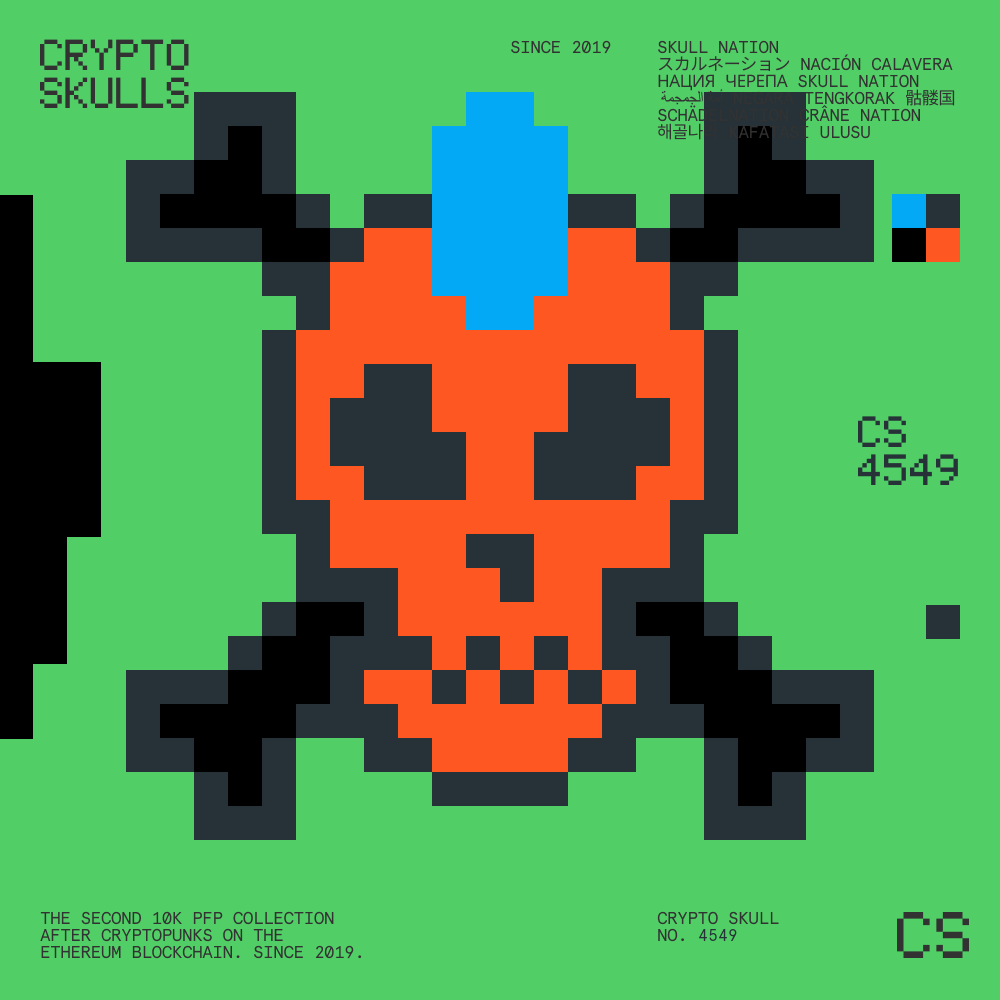 CRYPTO
SKULLS
SINCE 2019
SKULL NATION
スカルネーション NACIÓN CALAVERA
НАЦИЯ ЧЕРЕПА SKULL NATION
الجمجمة TENGKORAK 骷髅国
CRÂNE NATION
해골 ULUSU
CS
4549
THE SECOND 10K PFP COLLECTION
AFTER CRYPTOPUNKS ON THE
ETHEREUM BLOCKCHAIN. SINCE 2019.
CRYPTO SKULL
NO. 4549
CS